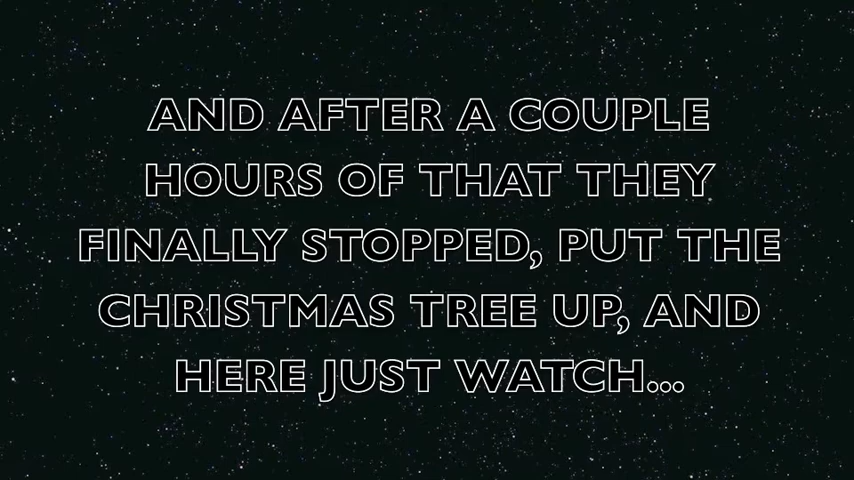 AND AFTER A COUPLE
HOURS OF THAT THEY
FINALLY STOPPED, PUT THE
CHRISTMAS TREE UP, AND
HERE JUST WATCH...